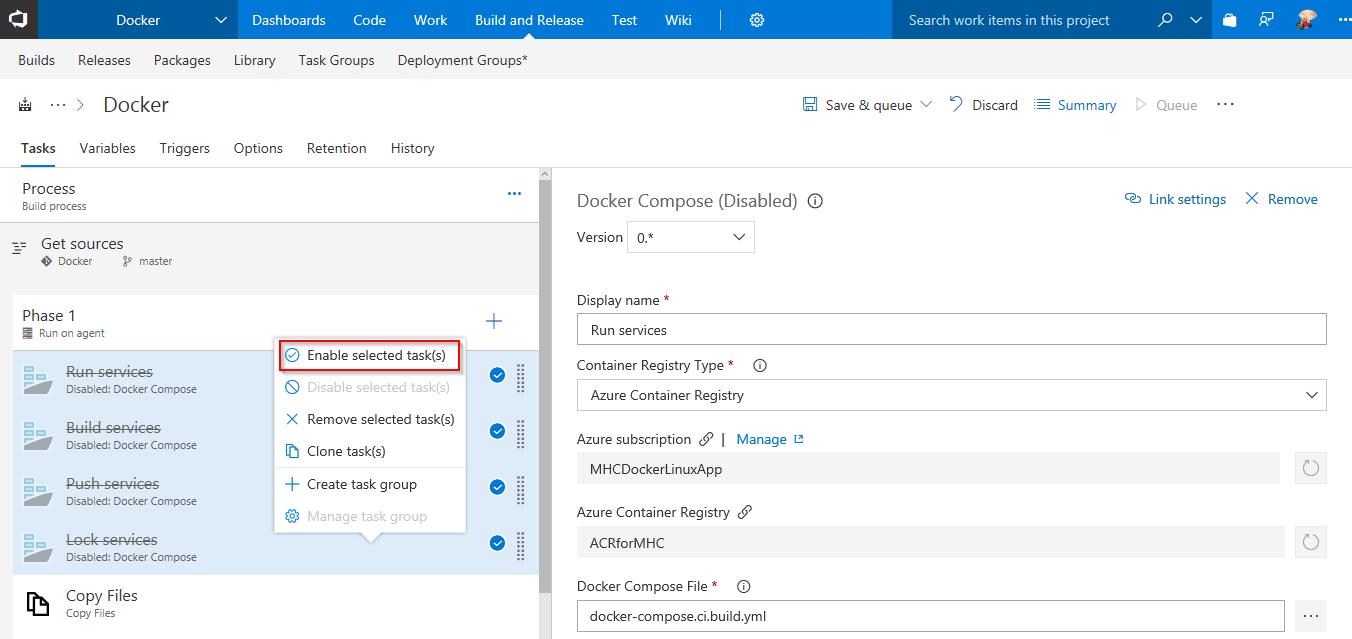 Docker Dashboards Code Work Build and Release Test Wiki Search work items in this project
Builds Releases Packages Library Task Groups Deployment Groups*
Docker Save & queue Discard Summary Queue
Tasks Variables Triggers Options Retention History
Process
Build process
Get sources
Docker master
Phase 1
Run on agent
Run services
Disabled: Docker Compose
Build services
Disabled: Docker Compose
Push services
Disabled: Docker Compose
Lock services
Disabled: Docker Compose
Copy Files
Copy Files
Enable selected task(s)
Disable selected task(s)
Remove selected task(s)
Clone task(s)
Create task group
Manage task group
Docker Compose (Disabled) Link settings Remove
Version 0.*
Display name *
Run services
Container Registry Type *
Azure Container Registry
Azure subscription | Manage
MHCDockerLinuxApp
Azure Container Registry
ACRforMHC
Docker Compose File *
docker-compose.ci.build.yml